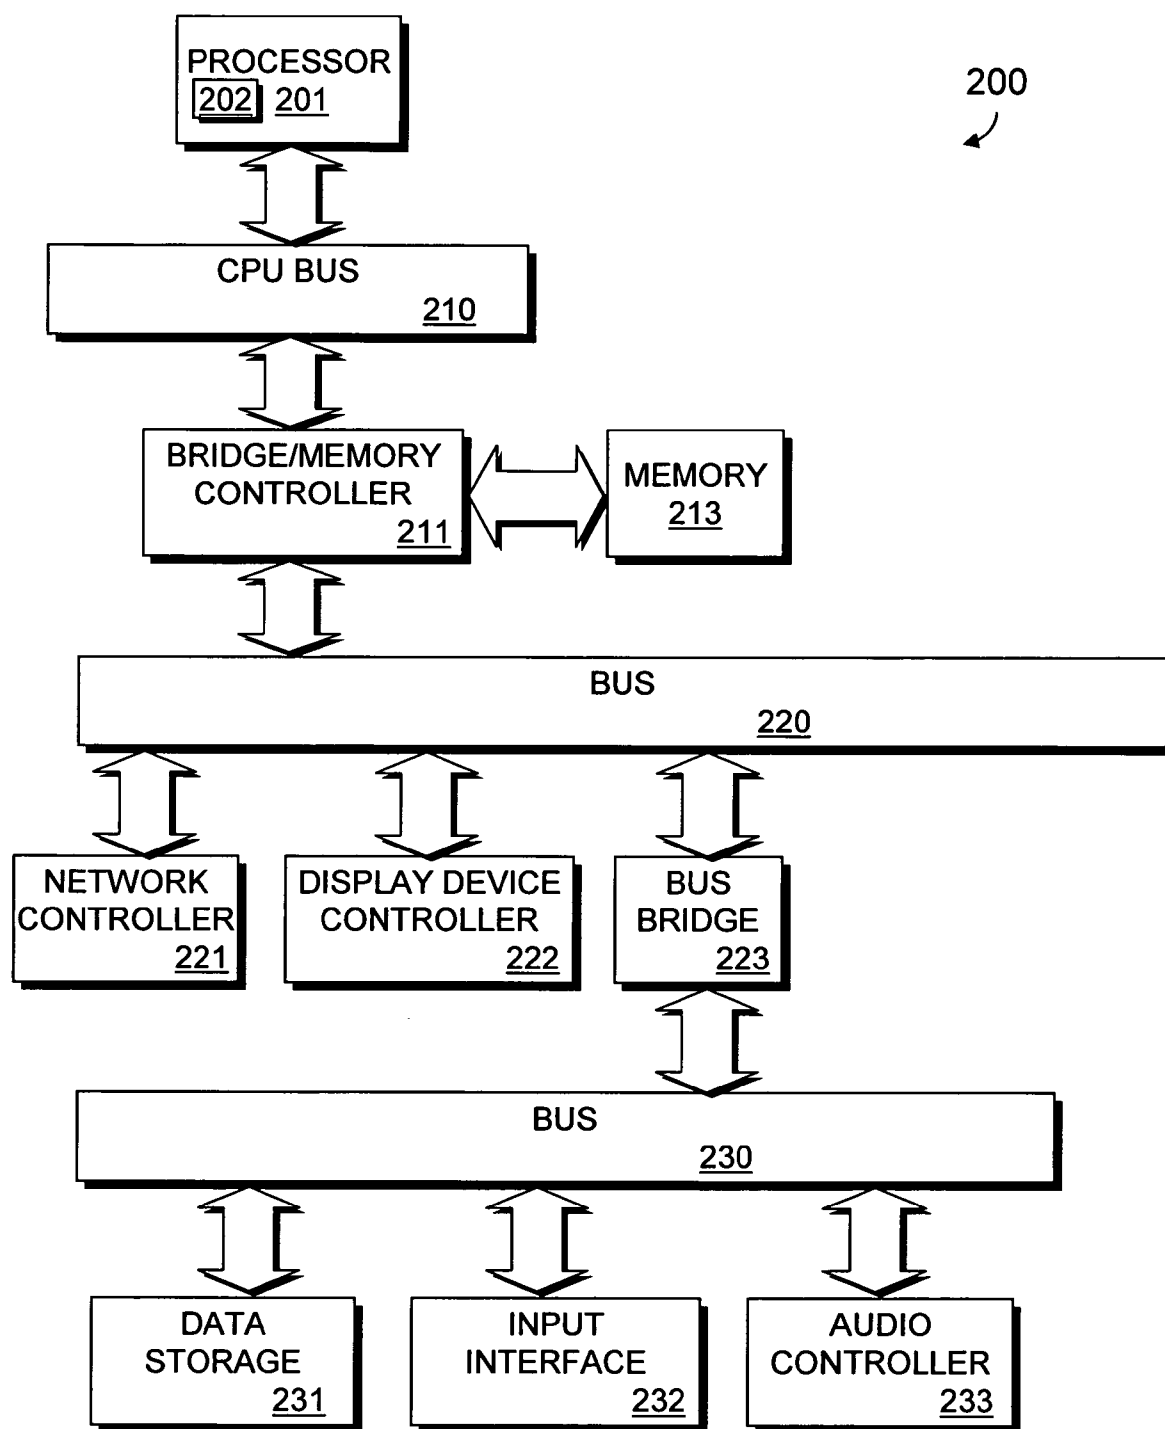 PROCESSOR
202 201
200
CPU BUS
210
BRIDGE/MEMORY
CONTROLLER
211
MEMORY
213
BUS
220
NETWORK
CONTROLLER
221
DISPLAY DEVICE
CONTROLLER
222
BUS
BRIDGE
223
BUS
230
DATA
STORAGE
231
INPUT
INTERFACE
232
AUDIO
CONTROLLER
233